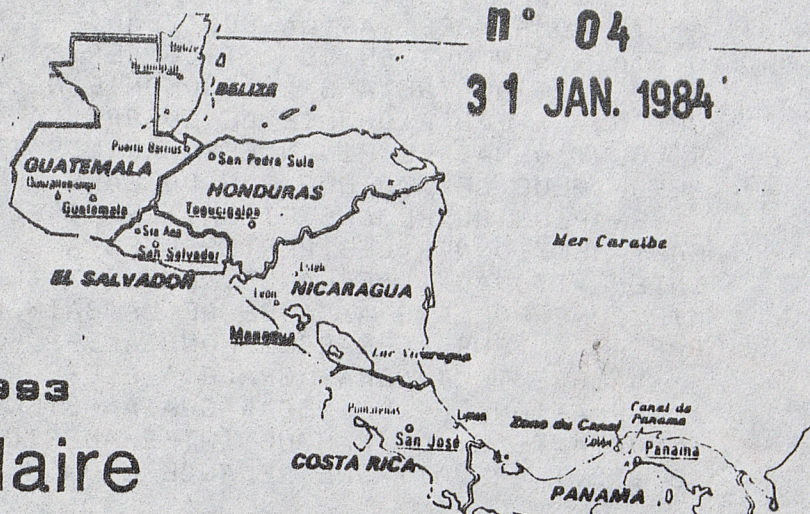 n° 04
31 JAN. 1984
Belize
BELIZE
Puerto Barrios
GUATEMALA
San Pedro Sula
HONDURAS
Guatemala
Tegucigalpa
Sta Ana
San Salvador
Mer Caraïbe
EL SALVADOR
Esteli
León
NICARAGUA
Managua
Lac Nicaragua
993
laire
Puntarenas
Limon
San José
COSTA RICA
Zone du Canal
Canal de
Panama
Colón
Panama
PANAMA